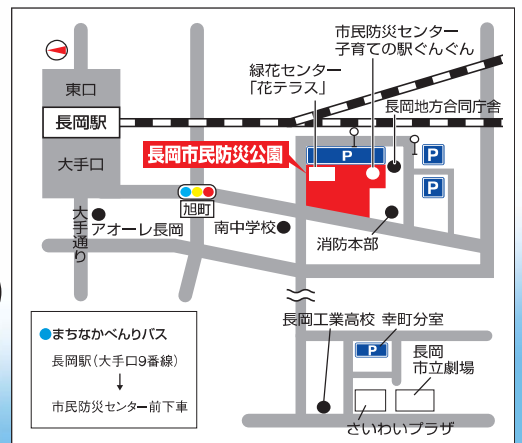 市民防災センター
子育ての駅ぐんぐん
緑花センター
「花テラス」
東口
長岡地方合同庁舎
長岡駅
長岡市民防災公園
P
P
大手口
P
旭町
大手通り
アオーレ長岡
南中学校
消防本部
まちなかべんりバス
長岡駅(大手口9番線)
↓
市民防災センター前下車
長岡工業高校
幸町分室
P
長岡
市立劇場
さいわいプラザ